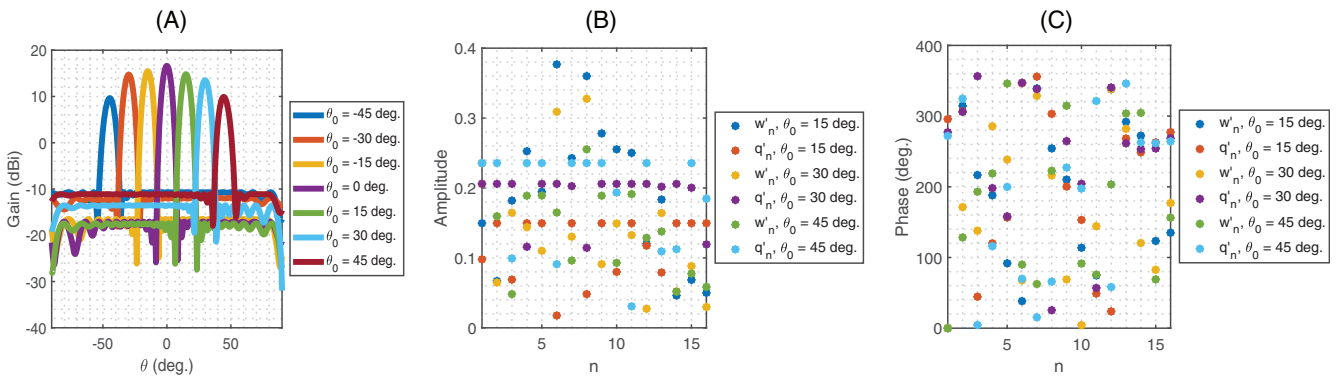 (A)
20
10
0
-10
-20
-30
-40
Gain (dBi)
-50
0
50
θ (deg.)
θ0 = -45 deg.
θ0 = -30 deg.
θ0 = -15 deg.
θ0 = 0 deg.
θ0 = 15 deg.
θ0 = 30 deg.
θ0 = 45 deg.
(B)
0.4
0.3
0.2
0.1
0
Amplitude
5
10
15
n
w'n, θ0 = 15 deg.
q'n, θ0 = 15 deg.
w'n, θ0 = 30 deg.
q'n, θ0 = 30 deg.
w'n, θ0 = 45 deg.
q'n, θ0 = 45 deg.
(C)
400
300
200
100
0
Phase (deg.)
5
10
15
n
w'n, θ0 = 15 deg.
q'n, θ0 = 15 deg.
w'n, θ0 = 30 deg.
q'n, θ0 = 30 deg.
w'n, θ0 = 45 deg.
q'n, θ0 = 45 deg.